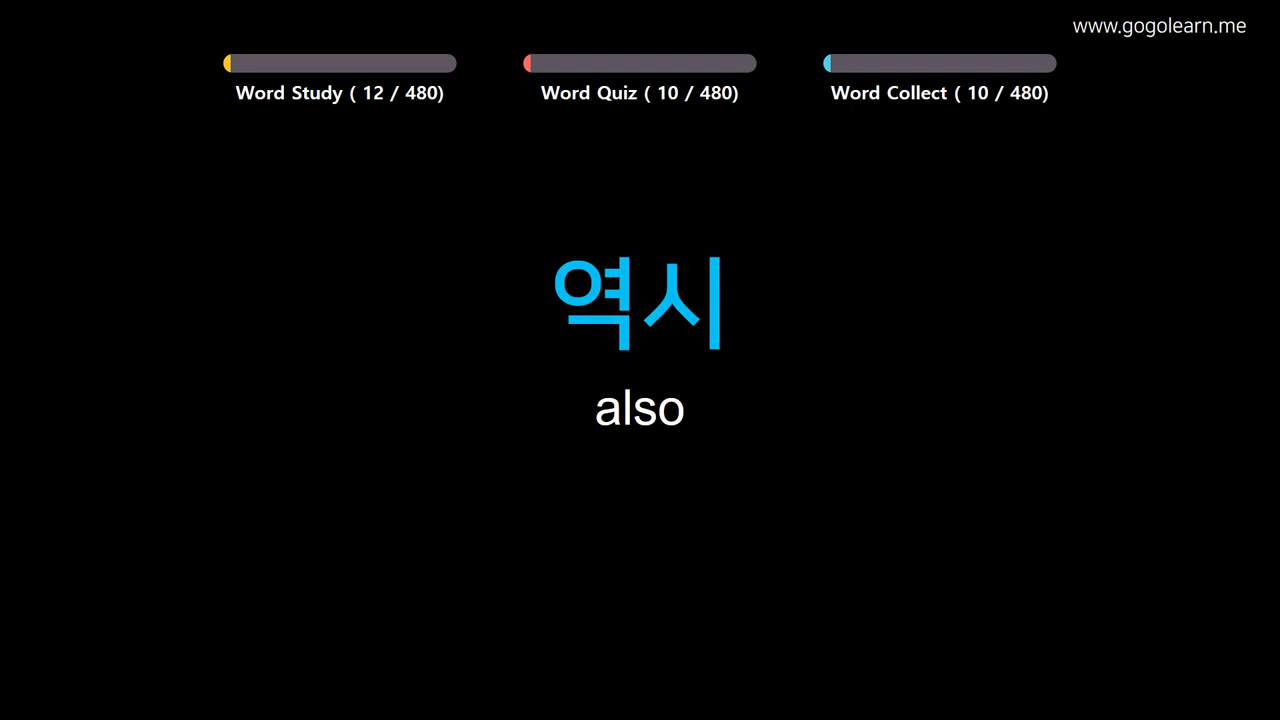 www.gogolearn.me
Word Study ( 12 / 480)
Word Quiz ( 10 / 480)
Word Collect ( 10 / 480)
역시
also